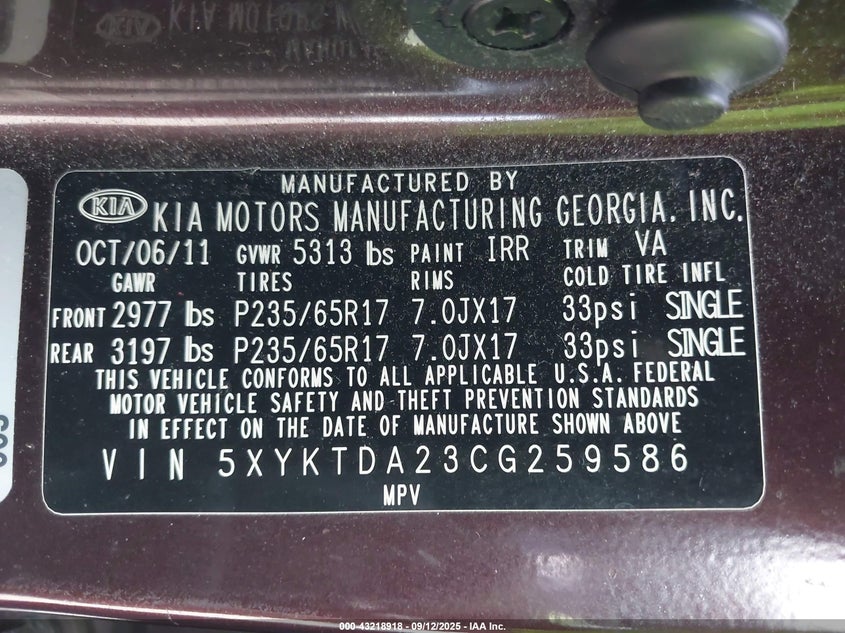 MANUFACTURED BY
KIA KIA MOTORS MANUFACTURING GEORGIA. INC.
OCT/06/11 GVWR 5313 lbs PAINT IRR TRIM VA
GAWR TIRES RIMS COLD TIRE INFL
FRONT 2977 lbs P235/65R17 7.0JX17 33psi SINGLE
REAR 3197 lbs P235/65R17 7.0JX17 33psi SINGLE
THIS VEHICLE CONFORMS TO ALL APPLICABLE U.S.A. FEDERAL
MOTOR VEHICLE SAFETY AND THEFT PREVENTION STANDARDS
IN EFFECT ON THE DATE OF MANUFACTURE SHOWN ABOVE
VIN 5XYKTDA23CG259586
MPV
000-43218918 - 09/12/2025 - IAA Inc.